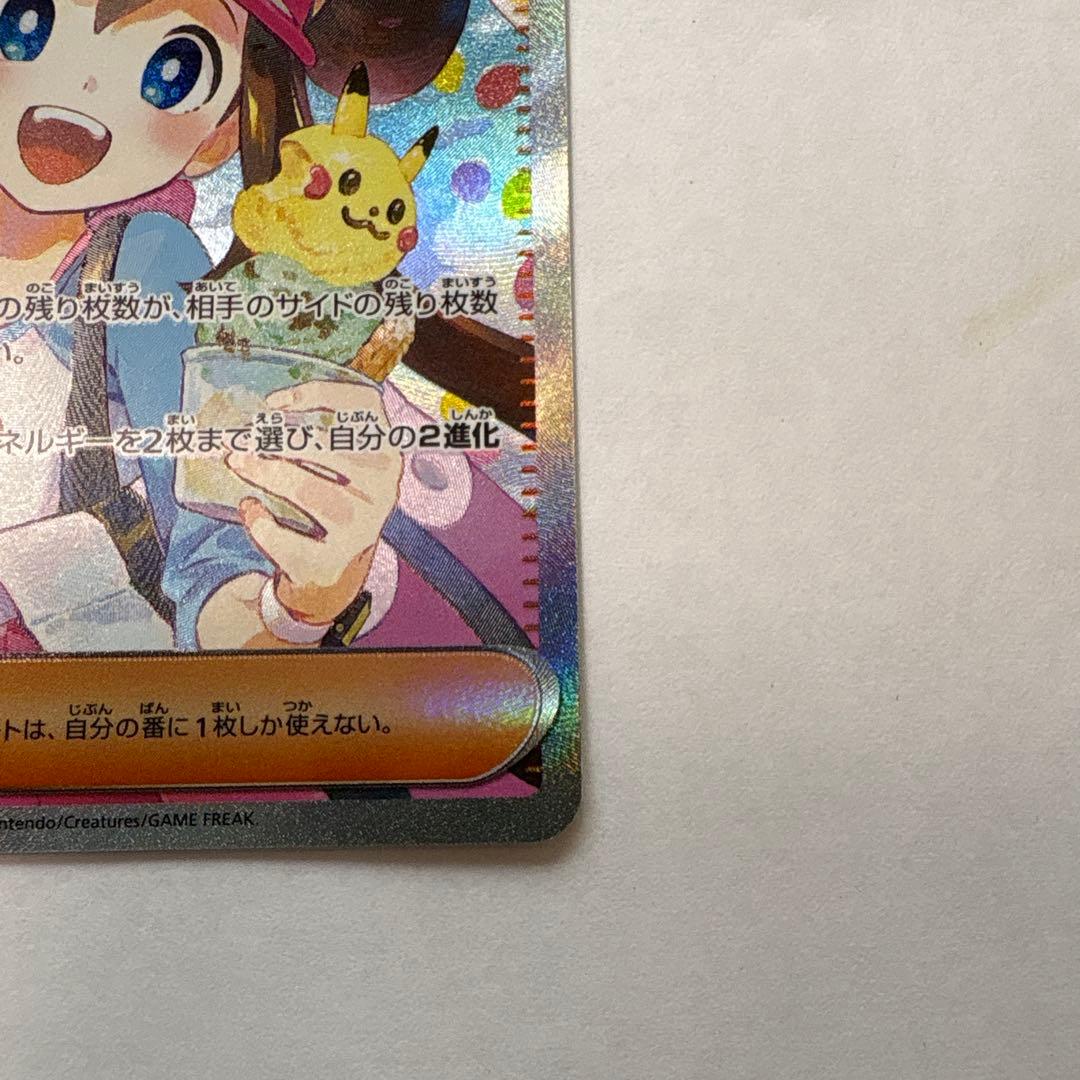 の残り枚数が、相手のサイドの残り枚数
い。
ネルギーを2枚まで選び、自分の2進化
トは、自分の番に1枚しか使えない。
ntendo/Creatures/GAME FREAK.